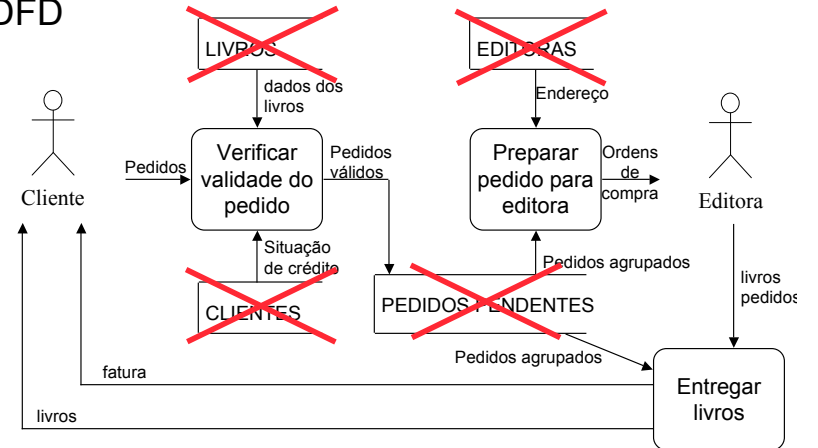 DFD
LIVROS
EDITORAS
dados dos
livros
Endereço
Cliente
Pedidos
Verificar
validade do
pedido
Pedidos
válidos
Preparar
pedido para
editora
Ordens
de
compra
Editora
Situação
de crédito
CLIENTES
PEDIDOS PENDENTES
Pedidos agrupados
livros
pedidos
Pedidos agrupados
fatura
livros
Entregar
livros